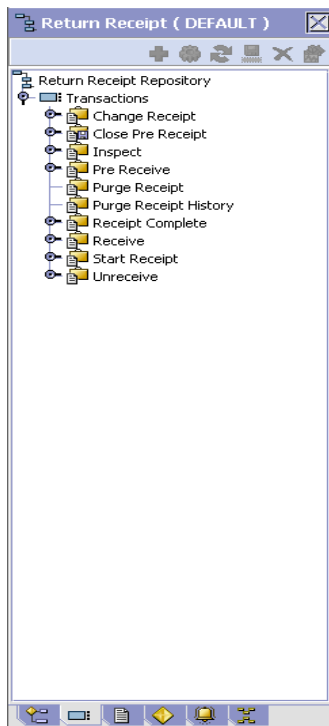 Return Receipt ( DEFAULT )
Return Receipt Repository
Transactions
Change Receipt
Close Pre Receipt
Inspect
Pre Receive
Purge Receipt
Purge Receipt History
Receipt Complete
Receive
Start Receipt
Unreceive